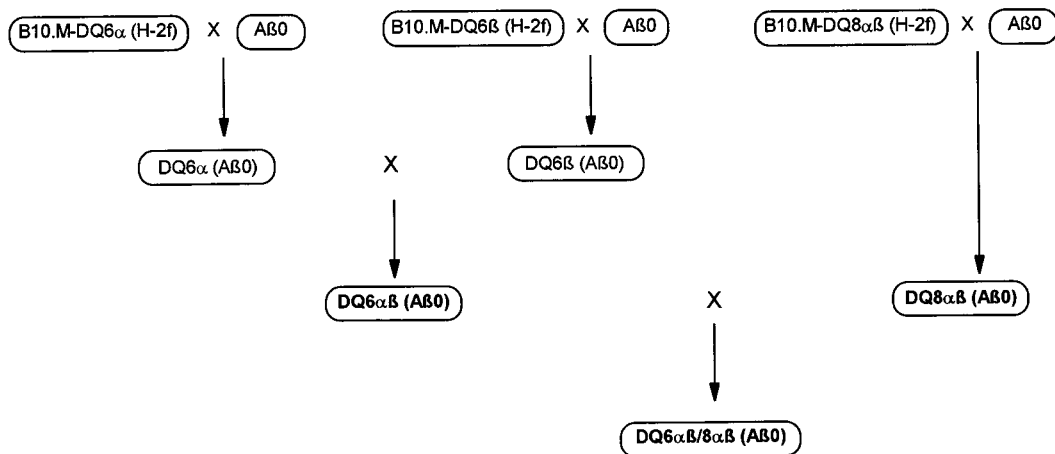 B10.M-DQ6α (H-2f) X Aß0 B10.M-DQ6ß (H-2f) X Aß0 B10.M-DQ8αß (H-2f) X Aß0
DQ6α (Aß0) X DQ6ß (Aß0)
DQ6αß (Aß0) X DQ8αß (Aß0)
DQ6αß/8αß (Aß0)